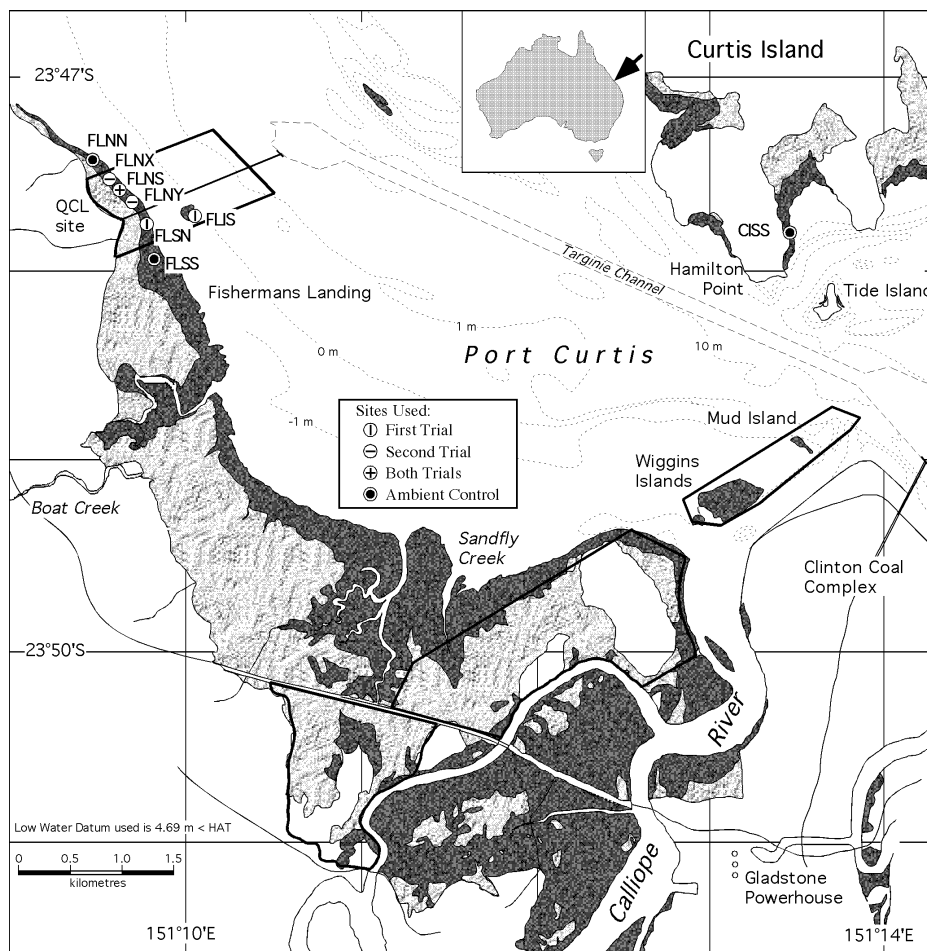 Curtis Island
23°47'S
FLNN
FLNX
FLNS
FLNY
QCL
site
FLIS
FLSN
FLSS
CISS
Hamilton
Point
Tide Island
Targinie Channel
Fishermans Landing
1 m
0 m
10 m
-1 m
Port Curtis
Sites Used:
First Trial
Second Trial
Both Trials
Ambient Control
Mud Island
Wiggins
Islands
Boat Creek
Sandfly
Creek
Clinton Coal
Complex
23°50'S
River
Calliope
Low Water Datum used is 4.69 m < HAT
0 0.5 1.0 1.5
kilometres
Gladstone
Powerhouse
151°10'E
151°14'E